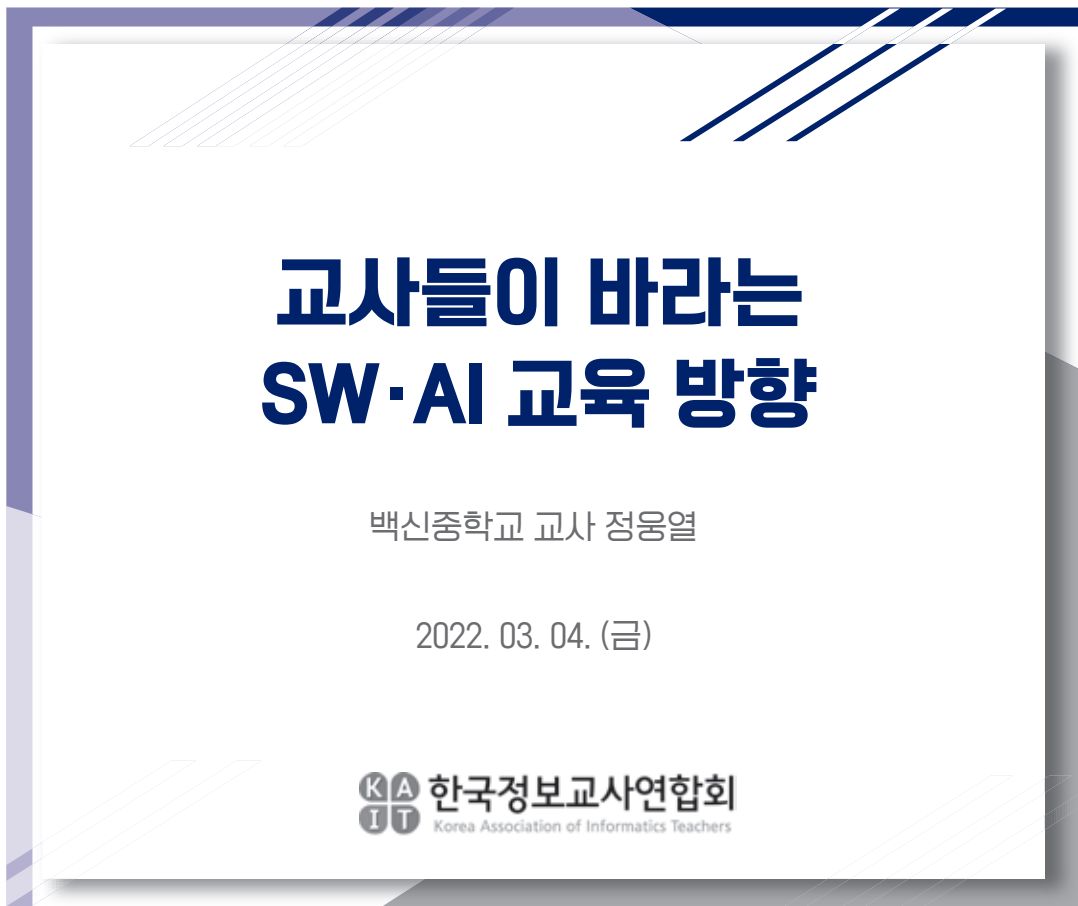 교사들이 바라는
SW·AI 교육 방향
백신중학교 교사 정웅열
2022. 03. 04. (금)
K A
I T
한국정보교사연합회
Korea Association of Informatics Teachers